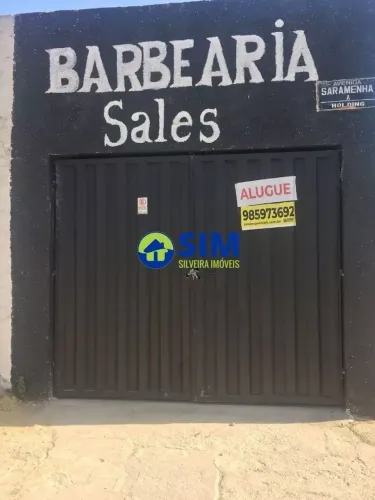 BARBEARIA
Sales
AVENIDA
SARAMENHA
A
HOLDING
ALUGUE
985973692
SIM
SILVEIRA IMÓVEIS